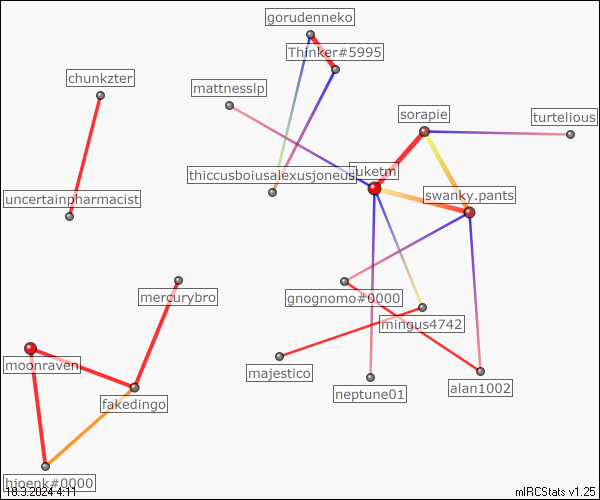 gorudenneko
Thinker#5995
chunkzter
mattnesslp
sorapie
turtelious
thiccusboiusalexusjoneus
uketm
swanky.pants
uncertainpharmacist
mercurybro
gnognomo#0000
mingus4742
moonraven
majestico
neptune01
alan1002
fakedingo
hjoenk#0000
18.3.2024 4:11
mIRCStats v1.25